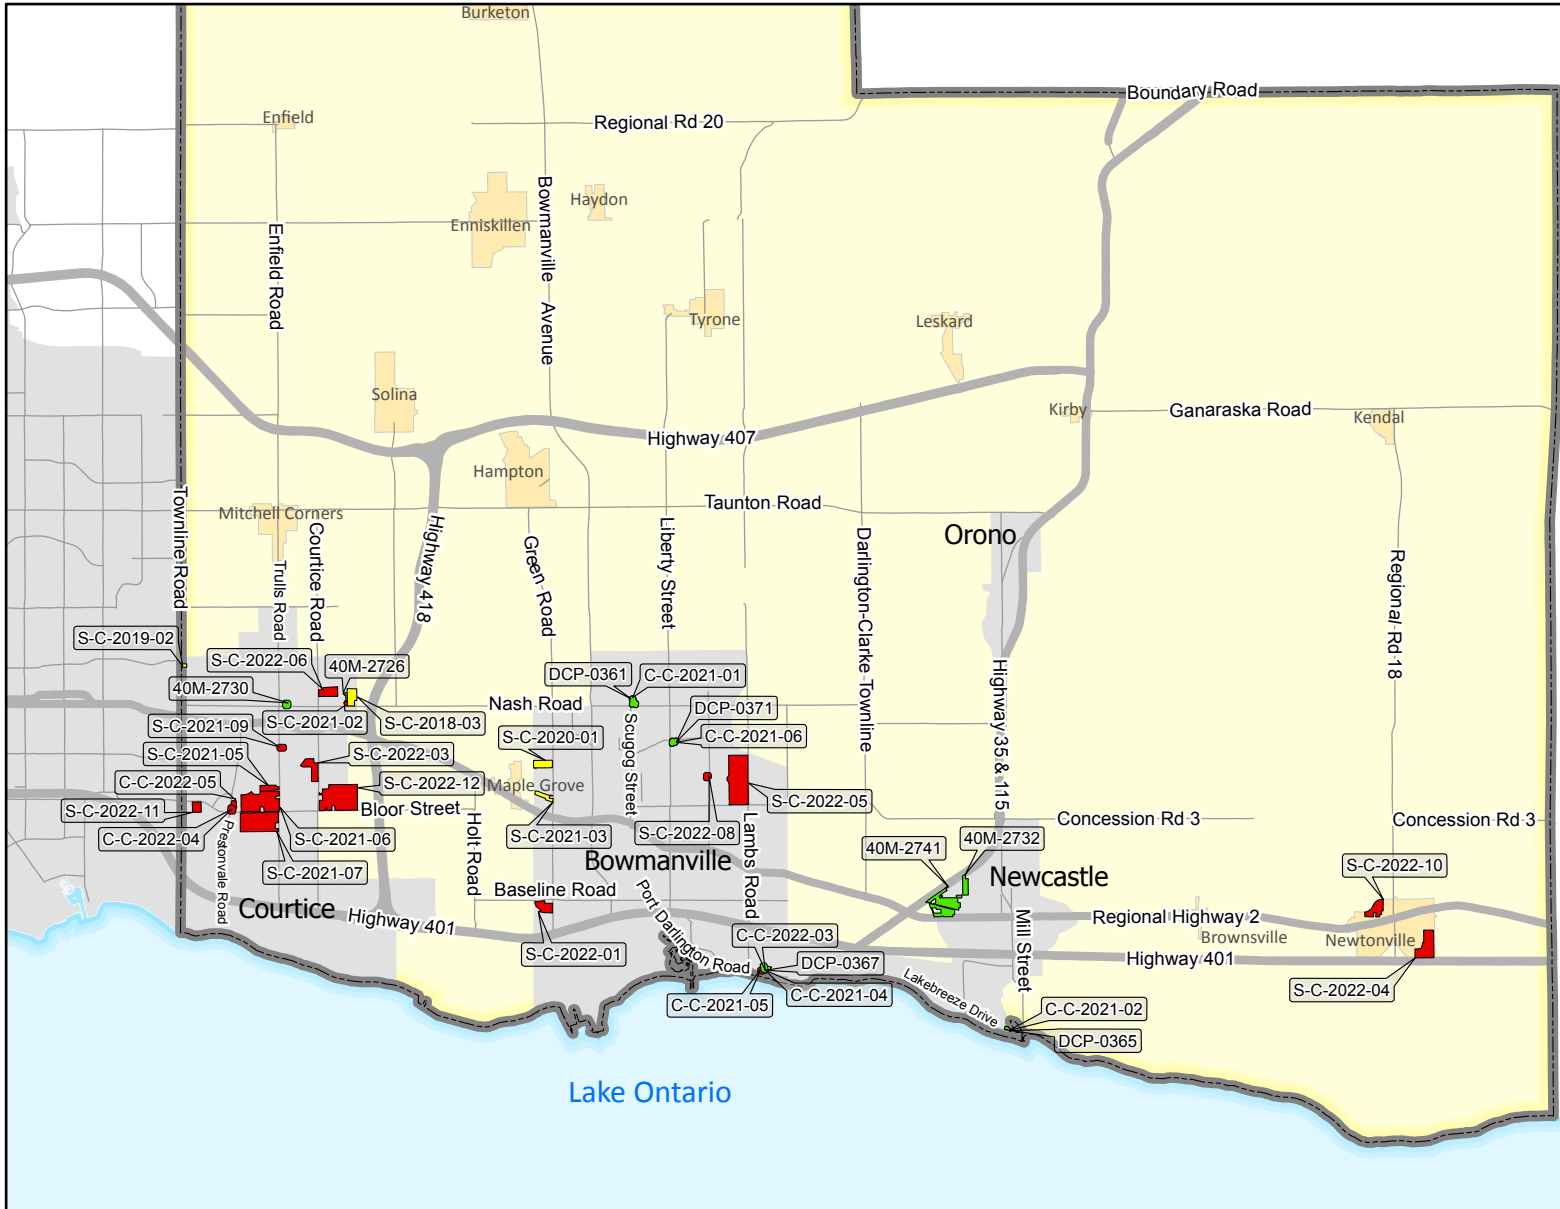 Burketon
Boundary Road
Enfield
Regional Rd 20
Bowmanville Avenue
Haydon
Enniskillen
Enfield Road
Tyrone
Leskard
Solina
Kirby
Ganaraska Road
Kendal
Highway 407
Hampton
Taunton Road
Mitchell Corners
Orono
Townline Road
Trulls Road
Courtice Road
Highway 418
Green Road
Liberty Street
Darlington-Clarke Townline
Regional Rd 18
Highway 35 & 115
S-C-2019-02
S-C-2022-06
40M-2726
DCP-0361
C-C-2021-01
40M-2730
Nash Road
DCP-0371
S-C-2021-09
S-C-2021-02
S-C-2018-03
Scugog Street
C-C-2021-06
S-C-2020-01
S-C-2021-05
S-C-2022-03
C-C-2022-05
S-C-2022-12
Maple Grove
S-C-2022-05
S-C-2022-11
Bloor Street
C-C-2022-04
Prestonvale Road
S-C-2021-06
S-C-2021-03
S-C-2022-08
Concession Rd 3
Concession Rd 3
Holt Road
Lambs Road
40M-2741
40M-2732
Bowmanville
S-C-2021-07
S-C-2022-10
Newcastle
Baseline Road
Courtice
Highway 401
Port Darlington Road
Mill Street
Regional Highway 2
Brownsville
Newtonville
C-C-2022-03
S-C-2022-01
DCP-0367
Highway 401
C-C-2021-05
C-C-2021-04
Lakebreeze Drive
S-C-2022-04
C-C-2021-02
DCP-0365
Lake Ontario